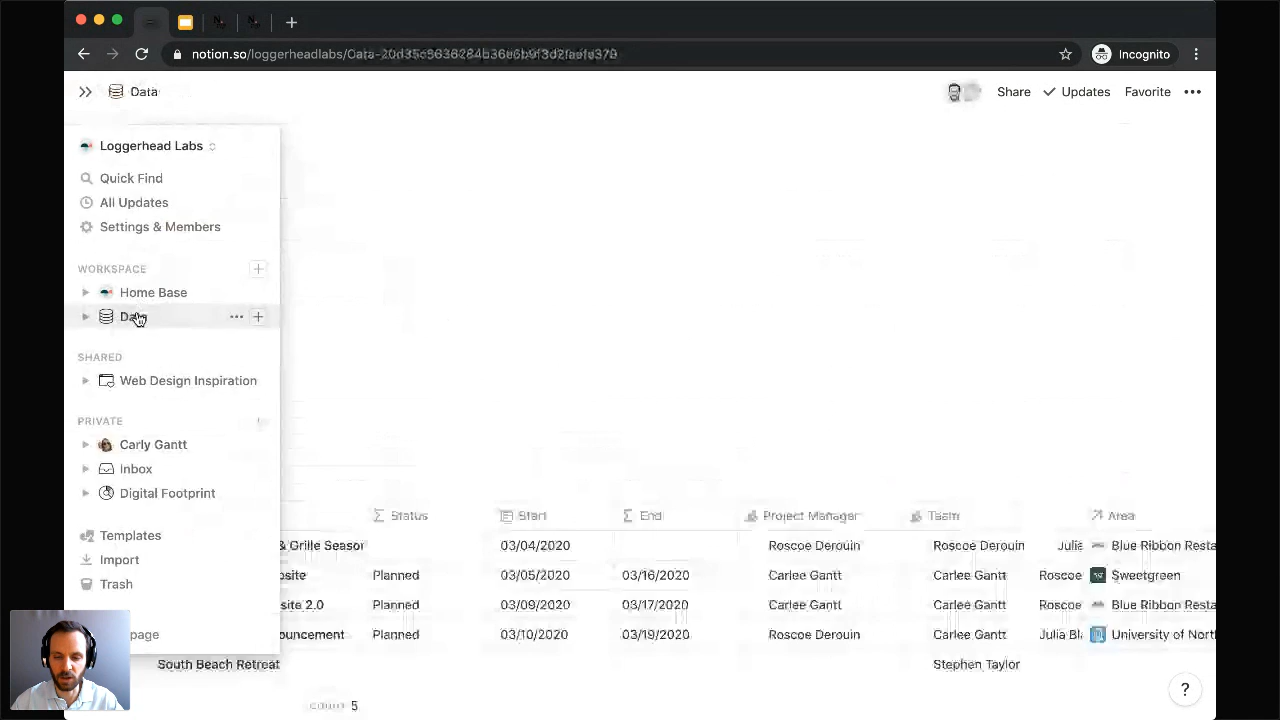 notion.so/loggerheadlabs/
Incognito
Data
Share
Updates
Favorite
Loggerhead Labs
Quick Find
All Updates
Settings & Members
WORKSPACE
Home Base
SHARED
Web Design Inspiration
PRIVATE
Carly Gantt
Inbox
Digital Footprint
Templates
Import
Trash
page
Status Start End Project Manager Team Area
& Grille Season 03/04/2020 Roscoe Derouin Roscoe Derouin Julia Blue Ribbon Resta
site Planned 03/05/2020 03/16/2020 Carlee Gantt Carlee Gantt Roscoe Sweetgreen
site 2.0 Planned 03/09/2020 03/17/2020 Carlee Gantt Carlee Gantt Roscoe Blue Ribbon Resta
ouncement Planned 03/10/2020 03/19/2020 Roscoe Derouin Carlee Gantt Julia Bl University of Nort
South Beach Retreat Stephen Taylor
COUNT 5
?